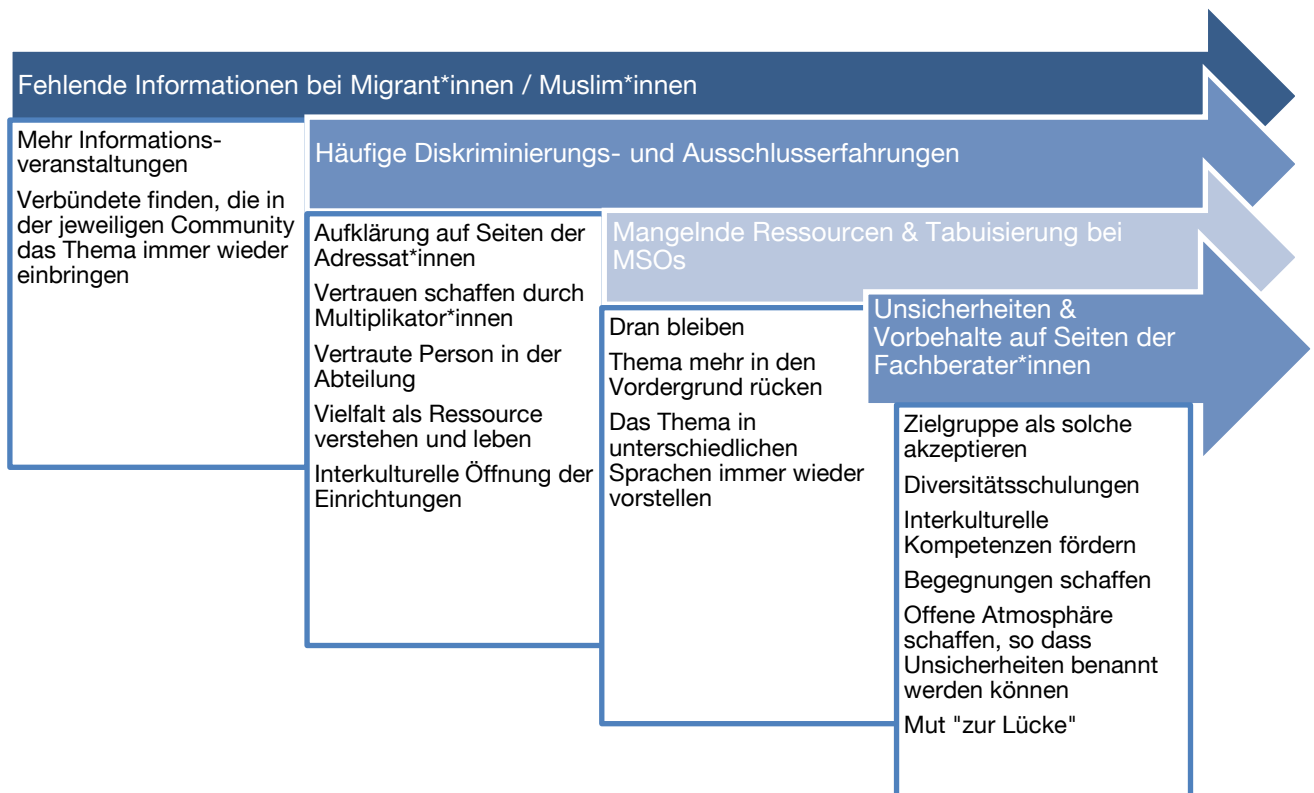 Fehlende Informationen bei Migrant*innen / Muslim*innen
Mehr Informations-
veranstaltungen
Verbündete finden, die in
der jeweiligen Community
das Thema immer wieder
einbringen
Häufige Diskriminierungs- und Ausschlusserfahrungen
Aufklärung auf Seiten der
Adressat*innen
Vertrauen schaffen durch
Multiplikator*innen
Vertraute Person in der
Abteilung
Vielfalt als Ressource
verstehen und leben
Interkulturelle Öffnung der
Einrichtungen
Mangelnde Ressourcen & Tabuisierung bei
MSOs
Dran bleiben
Thema mehr in den
Vordergrund rücken
Das Thema in
unterschiedlichen
Sprachen immer wieder
vorstellen
Unsicherheiten &
Vorbehalte auf Seiten der
Fachberater*innen
Zielgruppe als solche
akzeptieren
Diversitätsschulungen
Interkulturelle
Kompetenzen fördern
Begegnungen schaffen
Offene Atmosphäre
schaffen, so dass
Unsicherheiten benannt
werden können
Mut "zur Lücke"